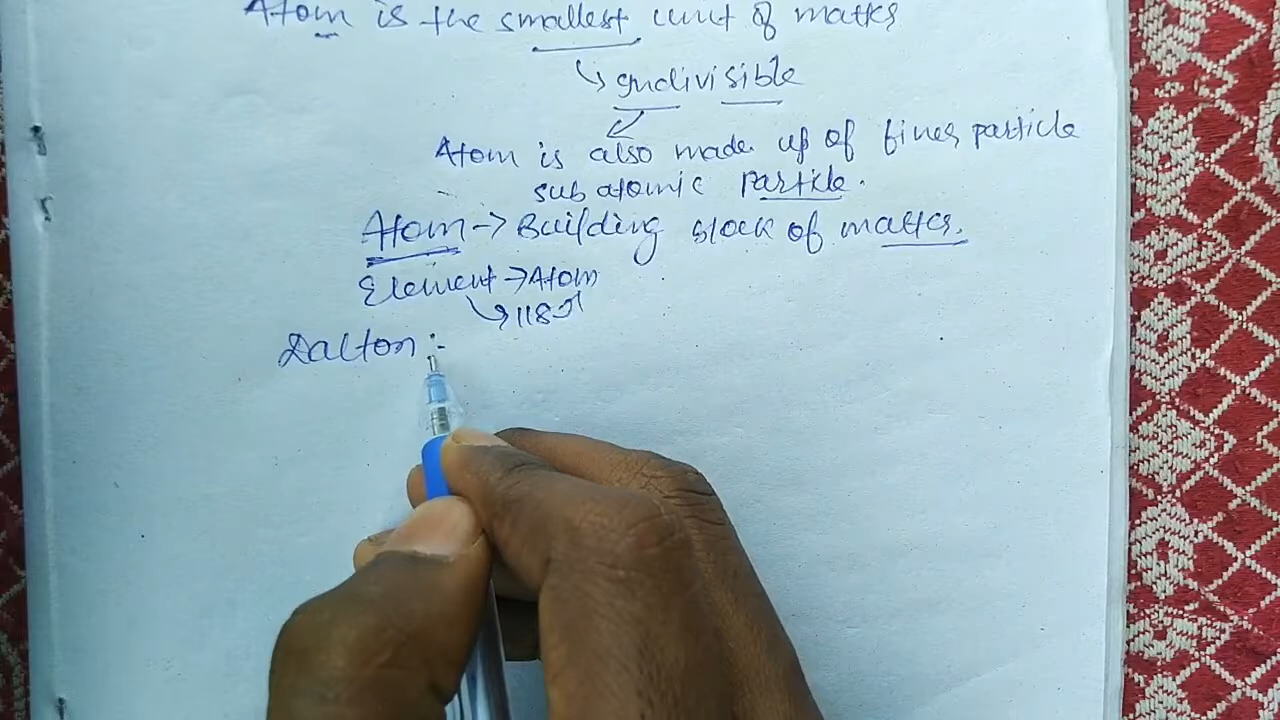 Atom is the smallest unit of matter
↳ Indivisible
Atom is also made up of finer particle
sub atomic particle.
Atom → Building block of matter.
Element → Atom
↳ 118
Dalton :-